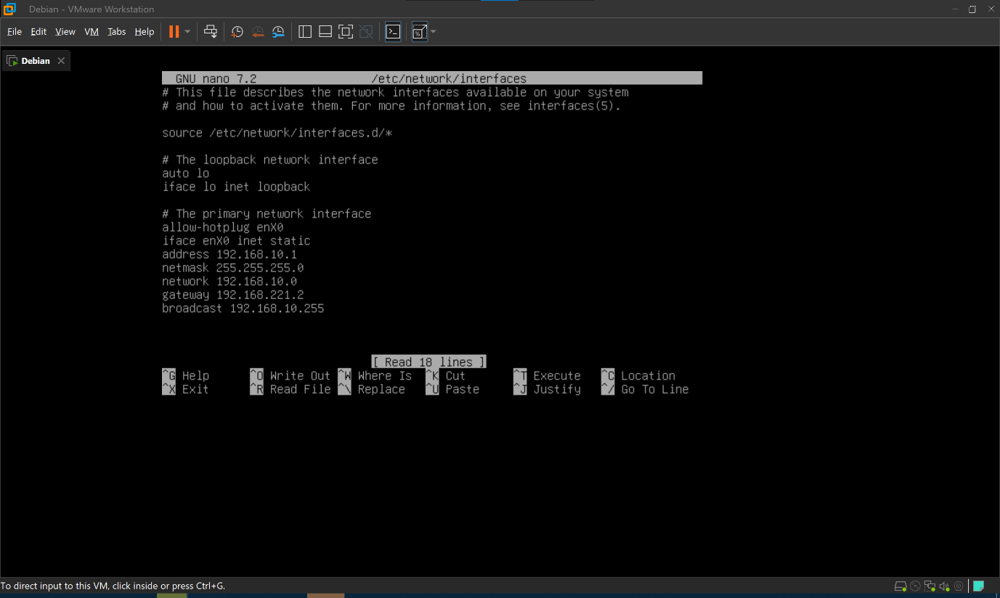 Debian - VMware Workstation
File Edit View VM Tabs Help
Debian
GNU nano 7.2 /etc/network/interfaces
# This file describes the network interfaces available on your system
# and how to activate them. For more information, see interfaces(5).
source /etc/network/interfaces.d/*
# The loopback network interface
auto lo
iface lo inet loopback
# The primary network interface
allow-hotplug enX0
iface enX0 inet static
address 192.168.10.1
netmask 255.255.255.0
network 192.168.10.0
gateway 192.168.221.2
broadcast 192.168.10.255
[ Read 18 lines ]
^G Help ^O Write Out ^W Where Is ^K Cut ^T Execute ^C Location
^X Exit ^R Read File ^\ Replace ^U Paste ^J Justify ^/ Go To Line
To direct input to this VM, click inside or press Ctrl+G.